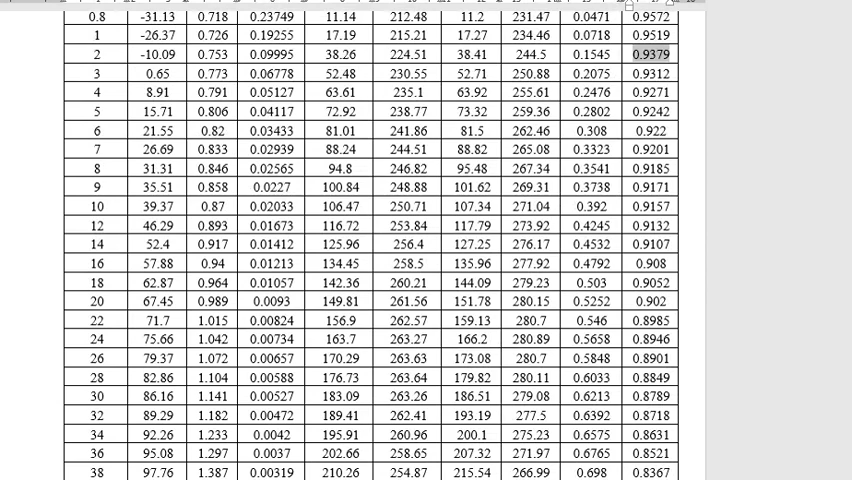 0.8 -31.13 0.718 0.23749 11.14 212.48 11.2 231.47 0.0471 0.9572
1 -26.37 0.726 0.19255 17.19 215.21 17.27 234.46 0.0718 0.9519
2 -10.09 0.753 0.09995 38.26 224.51 38.41 244.5 0.1545 0.9379
3 0.65 0.773 0.06778 52.48 230.55 52.71 250.88 0.2075 0.9312
4 8.91 0.791 0.05127 63.61 235.1 63.92 255.61 0.2476 0.9271
5 15.71 0.806 0.04117 72.92 238.77 73.32 259.36 0.2802 0.9242
6 21.55 0.82 0.03433 81.01 241.86 81.5 262.46 0.308 0.922
7 26.69 0.833 0.02939 88.24 244.51 88.82 265.08 0.3323 0.9201
8 31.31 0.846 0.02565 94.8 246.82 95.48 267.34 0.3541 0.9185
9 35.51 0.858 0.0227 100.84 248.88 101.62 269.31 0.3738 0.9171
10 39.37 0.87 0.02033 106.47 250.71 107.34 271.04 0.392 0.9157
12 46.29 0.893 0.01673 116.72 253.84 117.79 273.92 0.4245 0.9132
14 52.4 0.917 0.01412 125.96 256.4 127.25 276.17 0.4532 0.9107
16 57.88 0.94 0.01213 134.45 258.5 135.96 277.92 0.4792 0.908
18 62.87 0.964 0.01057 142.36 260.21 144.09 279.23 0.503 0.9052
20 67.45 0.989 0.0093 149.81 261.56 151.78 280.15 0.5252 0.902
22 71.7 1.015 0.00824 156.9 262.57 159.13 280.7 0.546 0.8985
24 75.66 1.042 0.00734 163.7 263.27 166.2 280.89 0.5658 0.8946
26 79.37 1.072 0.00657 170.29 263.63 173.08 280.7 0.5848 0.8901
28 82.86 1.104 0.00588 176.73 263.64 179.82 280.11 0.6033 0.8849
30 86.16 1.141 0.00527 183.09 263.26 186.51 279.08 0.6213 0.8789
32 89.29 1.182 0.00472 189.41 262.41 193.19 277.5 0.6392 0.8718
34 92.26 1.233 0.0042 195.91 260.96 200.1 275.23 0.6575 0.8631
36 95.08 1.297 0.0037 202.66 258.65 207.32 271.97 0.6765 0.8521
38 97.76 1.387 0.00319 210.26 254.87 215.54 266.99 0.698 0.8367